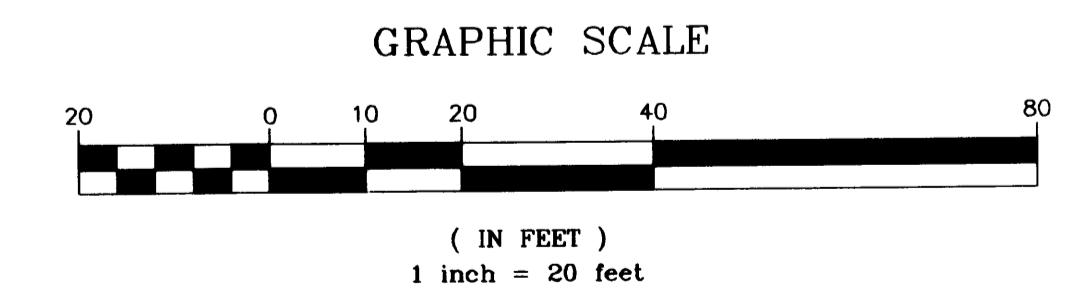 GRAPHIC SCALE
20 0 10 20 40 80
( IN FEET )
1 inch = 20 feet